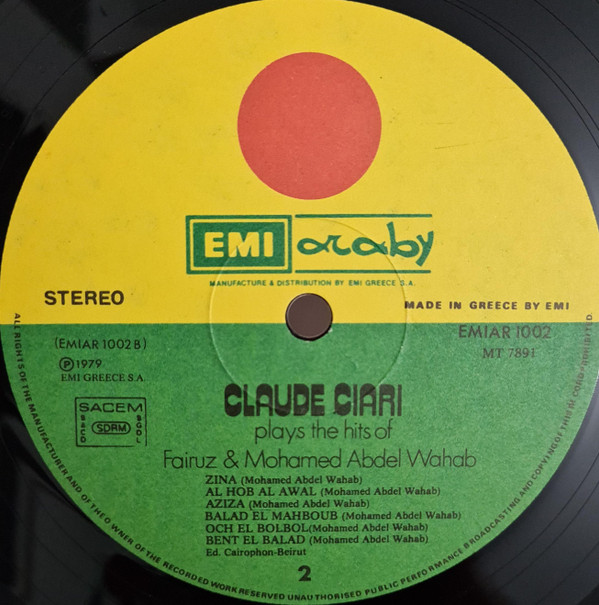 EMI araby
MANUFACTURE & DISTRIBUTION BY EMI GREECE S.A.
STEREO
MADE IN GREECE BY EMI
(EMIAR 1002 B)
EMIAR 1002
MT 7891
Ⓟ 1979
EMI GREECE S.A.
SACEM
SACD
SDRM
SGDL
CLAUDE CIARI
plays the hits of
Fairuz & Mohamed Abdel Wahab
ZINA (Mohamed Abdel Wahab)
AL HOB AL AWAL (Mohamed Abdel Wahab)
AZIZA (Mohamed Abdel Wahab)
BALAD EL MAHBOUB (Mohamed Abdel Wahab)
OCH EL BOLBOL(Mohamed Abdel Wahab)
BENT EL BALAD (Mohamed Abdel Wahab)
Ed. Cairophon-Beirut
2
ALL RIGHTS OF THE MANUFACTURER AND OF THE OWNER OF THE RECORDED WORK RESERVED UNAUTHORISED PUBLIC PERFORMANCE BROADCASTING AND COPYING OF THIS RECORD PROHIBITED.